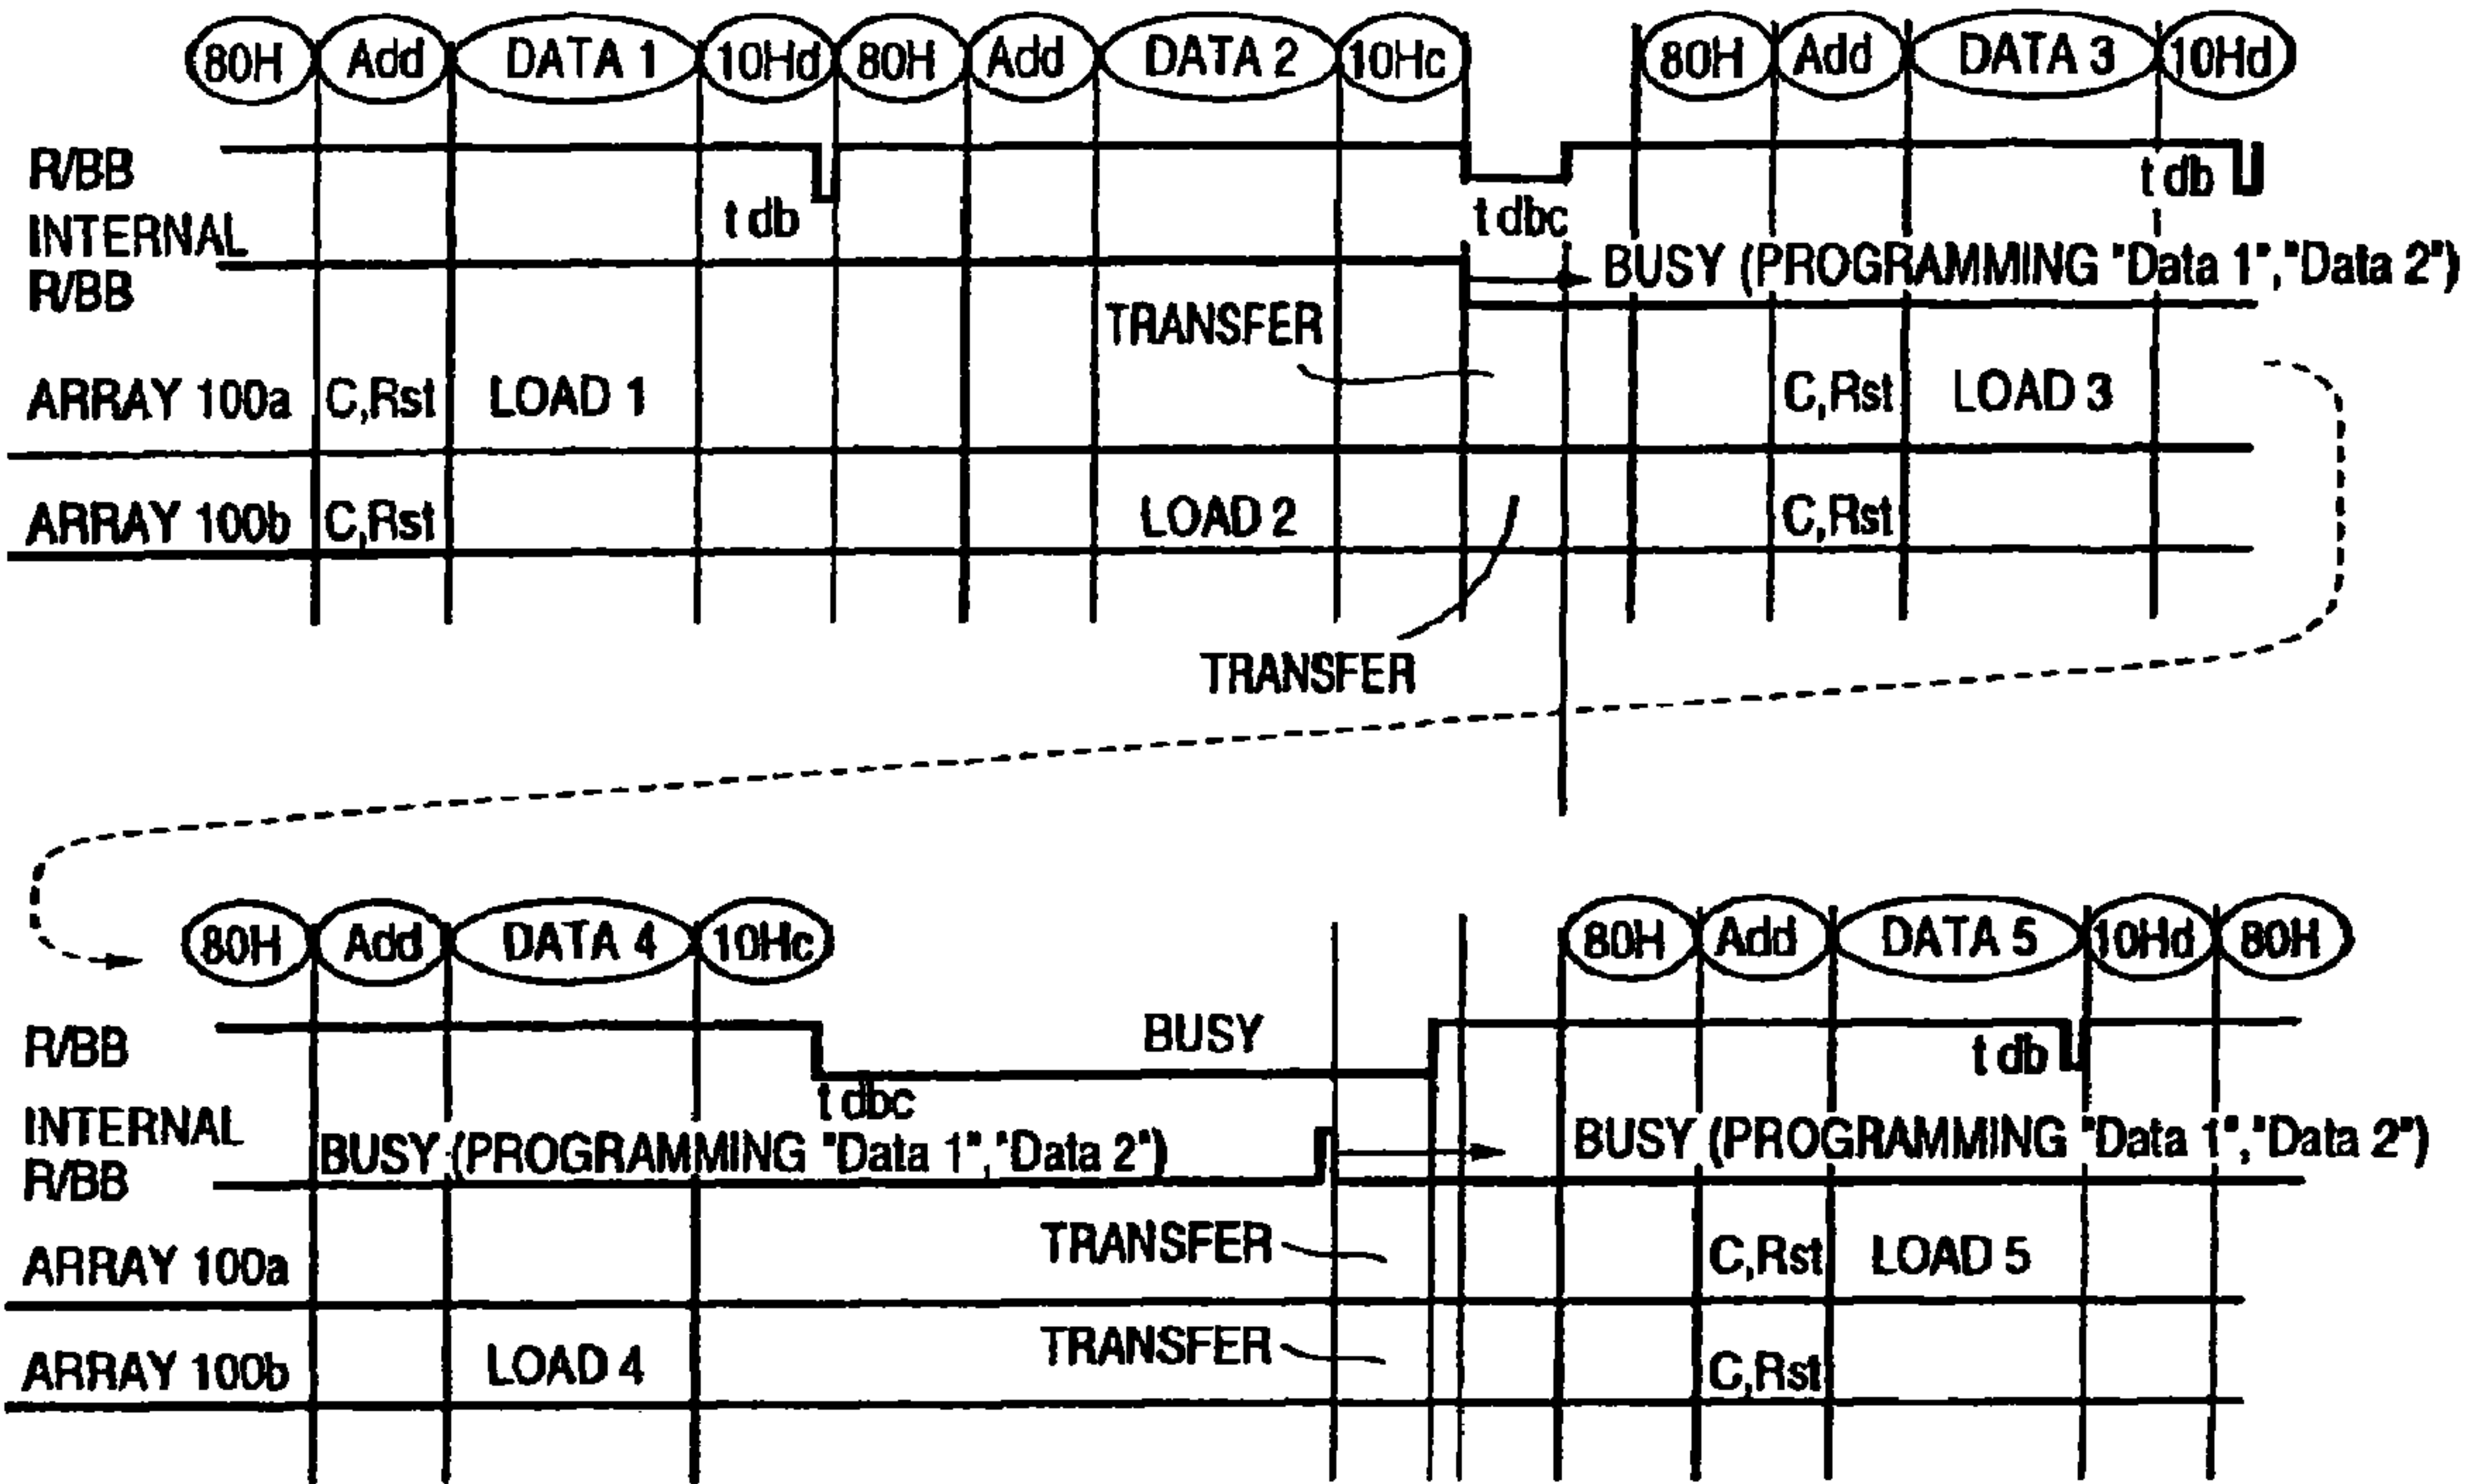 80H Add DATA 1 10Hd 80H Add DATA 2 10Hc 80H Add DATA 3 10Hd
R/BB
t db
t dbc
t db
INTERNAL
R/BB
BUSY (PROGRAMMING "Data 1","Data 2")
TRANSFER
ARRAY 100a C,Rst LOAD 1 C,Rst LOAD 3
ARRAY 100b C,Rst LOAD 2 C,Rst
TRANSFER
80H Add DATA 4 10Hc 80H Add DATA 5 10Hd 80H
R/BB
BUSY
t db
t dbc
INTERNAL
R/BB
BUSY (PROGRAMMING "Data 1","Data 2")
BUSY (PROGRAMMING "Data 1","Data 2")
TRANSFER
ARRAY 100a C,Rst LOAD 5
TRANSFER
ARRAY 100b LOAD 4 C,Rst